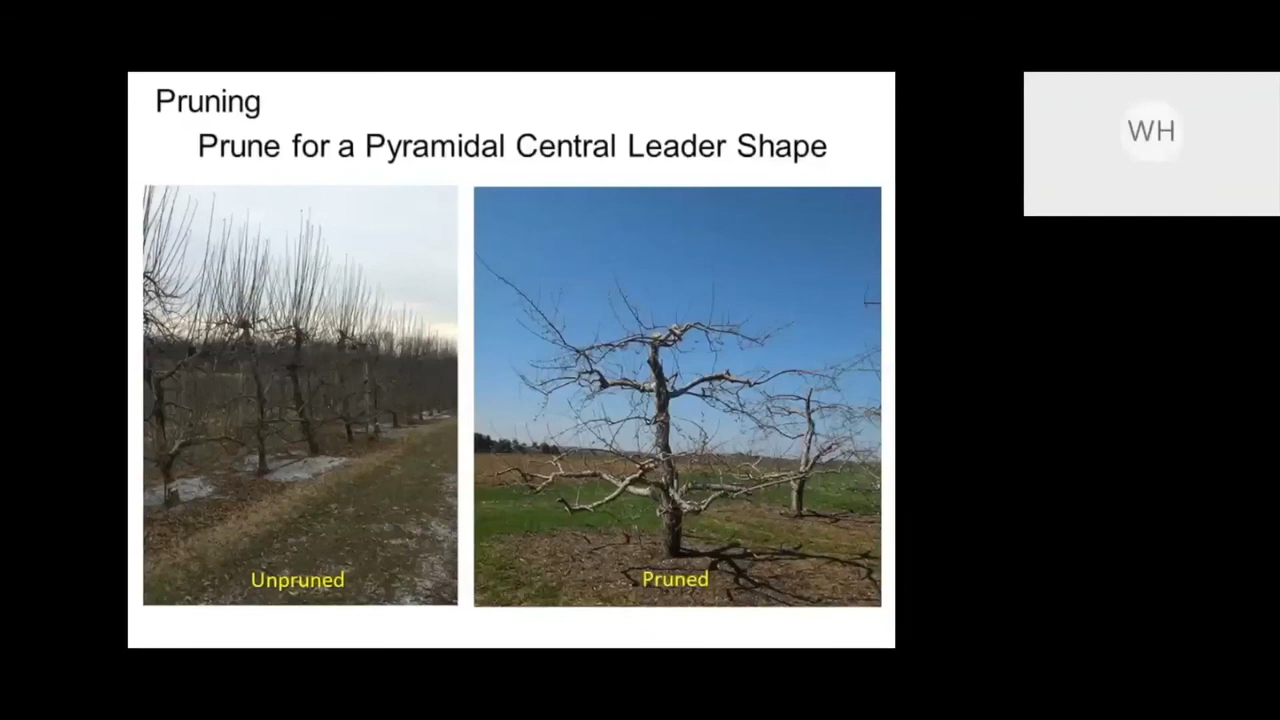 Pruning
Prune for a Pyramidal Central Leader Shape
Unpruned
Pruned
WH